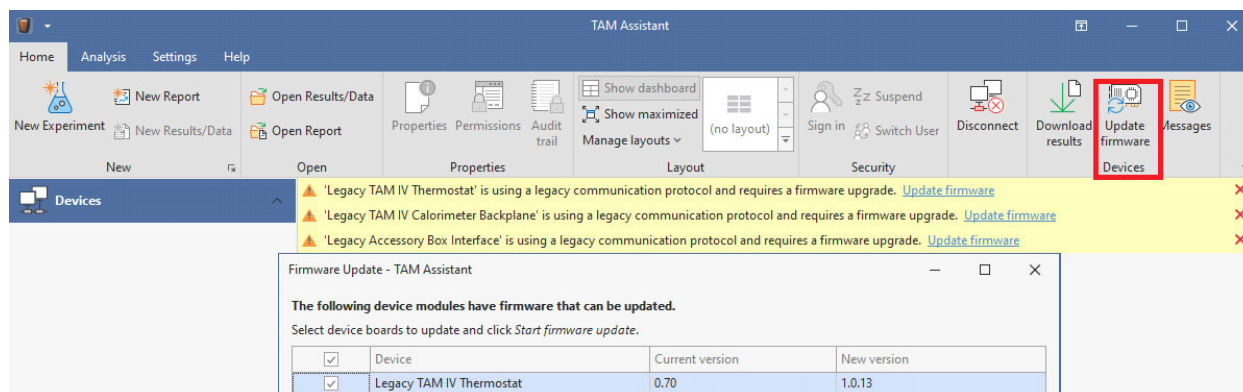 TAM Assistant
Home Analysis Settings Help
New Experiment
New Report
New Results/Data
New
Open Results/Data
Open Report
Open
Properties
Permissions
Audit
trail
Properties
Show dashboard
Show maximized
Manage layouts
(no layout)
Layout
Sign in
Zz Suspend
Switch User
Security
Disconnect
Download
results
Update
firmware
Messages
Devices
Devices
'Legacy TAM IV Thermostat' is using a legacy communication protocol and requires a firmware upgrade. Update firmware
'Legacy TAM IV Calorimeter Backplane' is using a legacy communication protocol and requires a firmware upgrade. Update firmware
'Legacy Accessory Box Interface' is using a legacy communication protocol and requires a firmware upgrade. Update firmware
Firmware Update - TAM Assistant
The following device modules have firmware that can be updated.
Select device boards to update and click Start firmware update.
Device Current version New version
Legacy TAM IV Thermostat 0.70 1.0.13